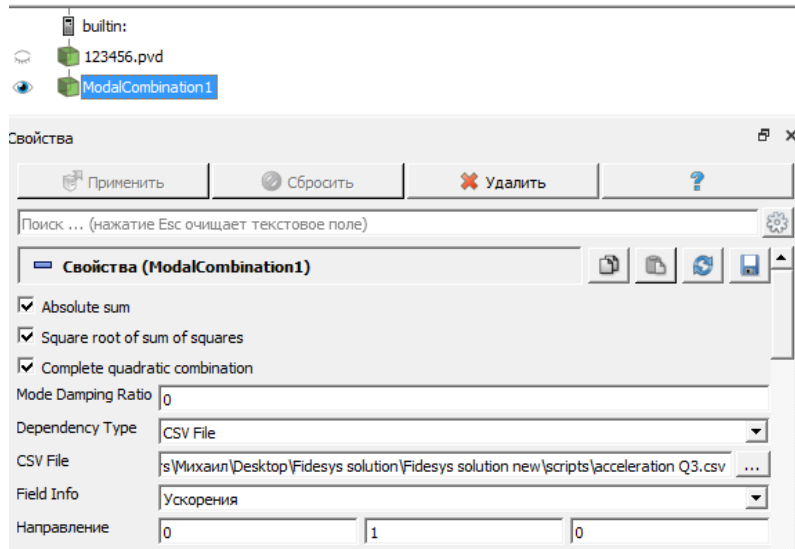 builtin:
123456.pvd
ModalCombination1
Свойства
Применить Сбросить Удалить ?
Поиск ... (нажатие Esc очищает текстовое поле)
Свойства (ModalCombination1)
Absolute sum
Square root of sum of squares
Complete quadratic combination
Mode Damping Ratio 0
Dependency Type CSV File
CSV File rs\Михаил\Desktop\Fidesys solution\Fidesys solution new\scripts\acceleration Q3.csv ...
Field Info Ускорения
Направление 0 1 0